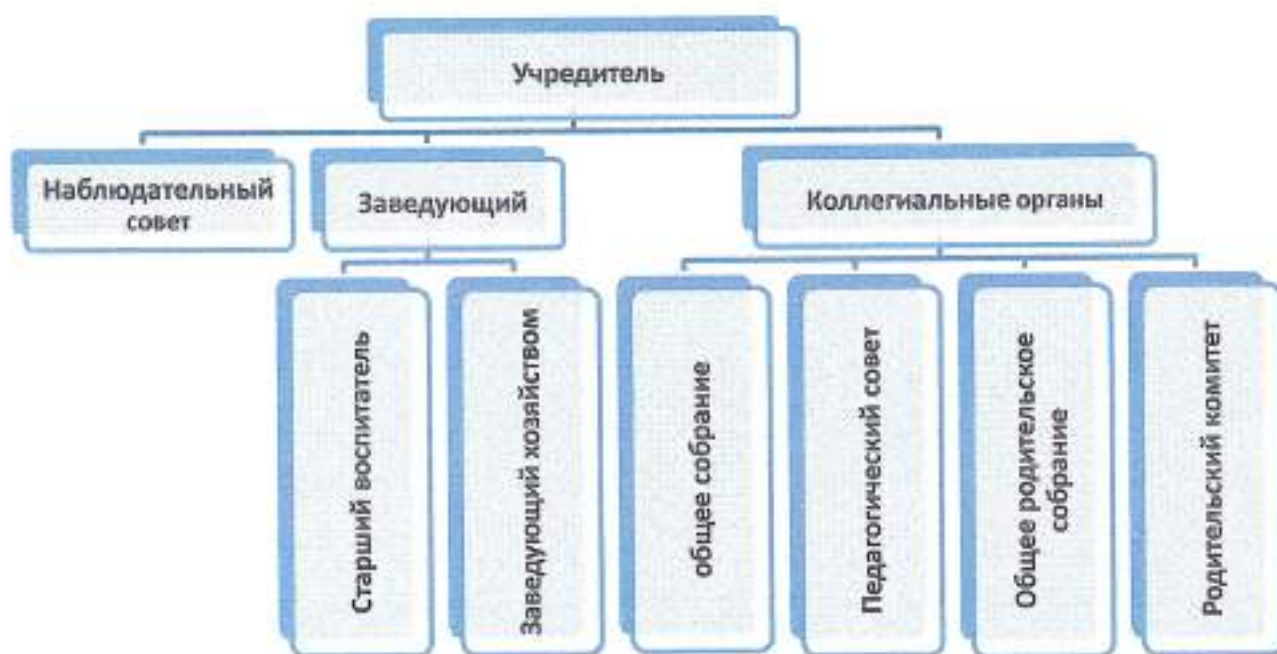 Учредитель
Наблюдательный
совет
Заведующий
Коллегиальные органы
Старший воспитатель
Заведующий хозяйством
общее собрание
Педагогический совет
Общее родительское
собрание
Родительский комитет